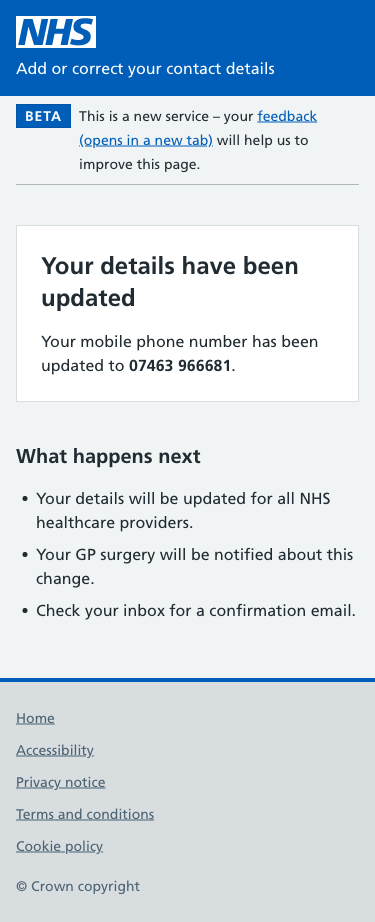 NHS
Add or correct your contact details
BETA
This is a new service – your feedback
(opens in a new tab) will help us to
improve this page.
Your details have been
updated
Your mobile phone number has been
updated to 07463 966681.
What happens next
• Your details will be updated for all NHS
healthcare providers.
• Your GP surgery will be notified about this
change.
• Check your inbox for a confirmation email.
Home
Accessibility
Privacy notice
Terms and conditions
Cookie policy
© Crown copyright